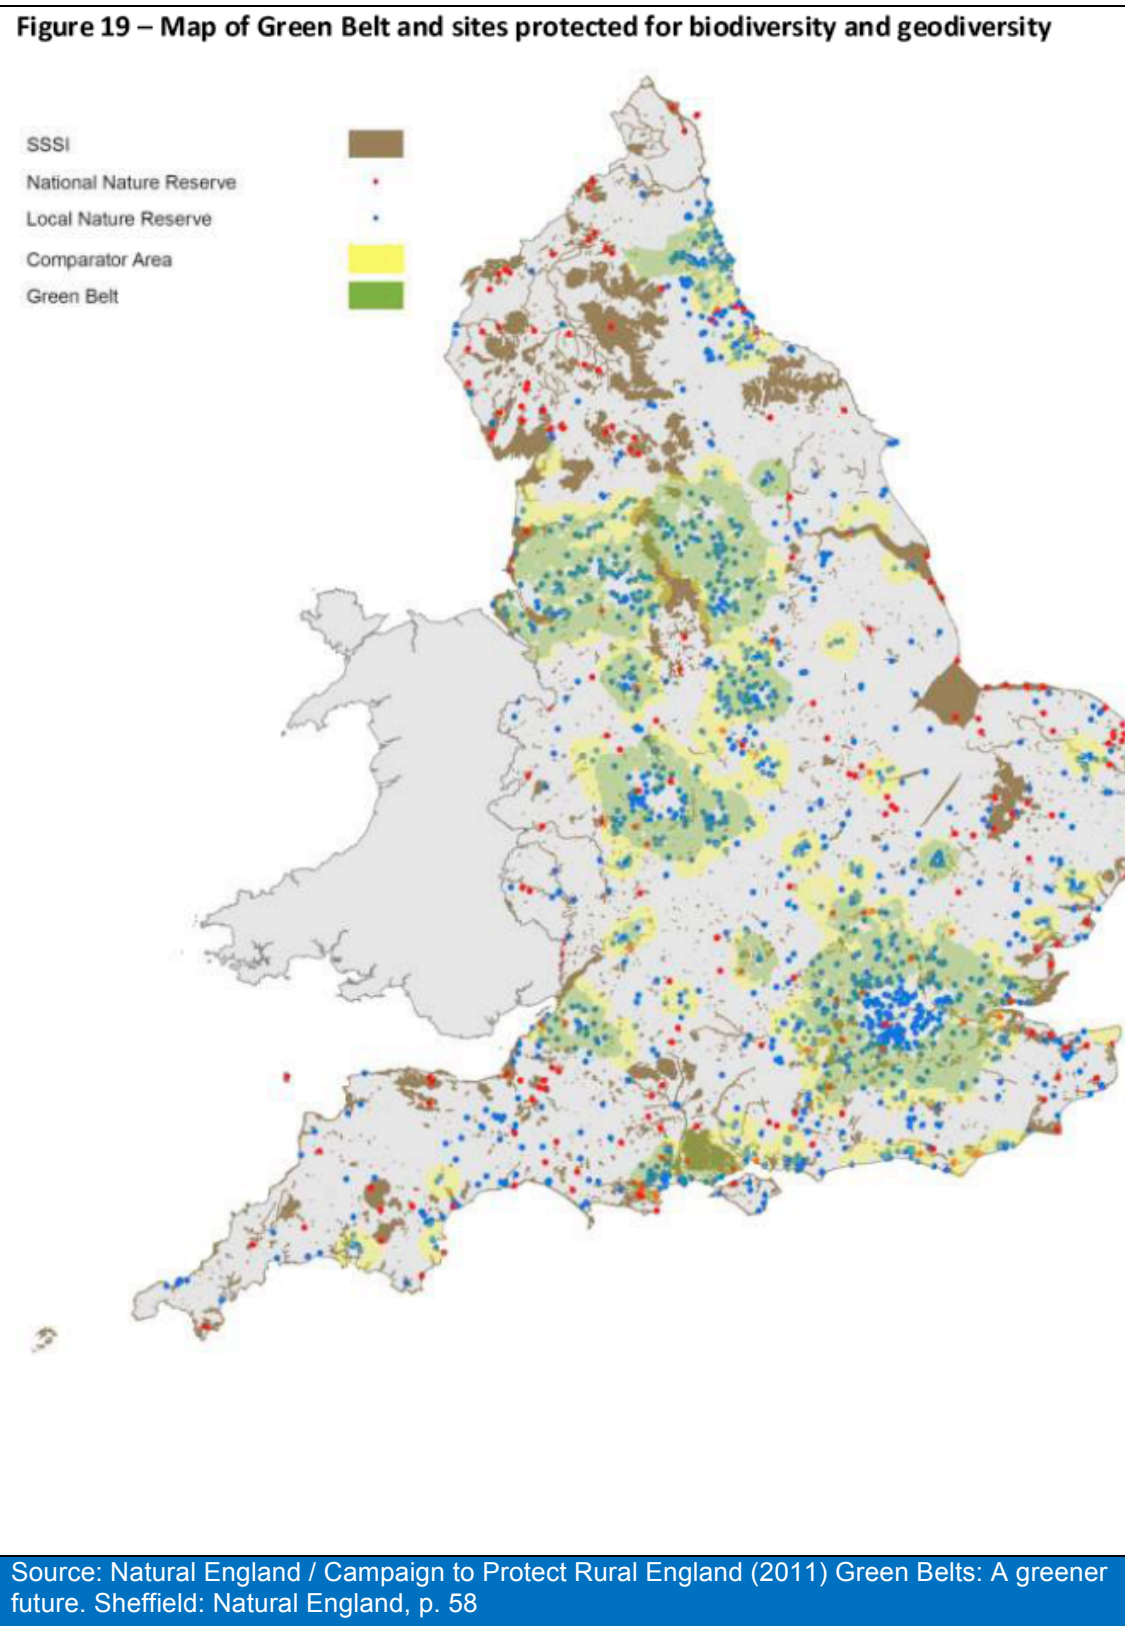 Figure 19 – Map of Green Belt and sites protected for biodiversity and geodiversity
SSSI
National Nature Reserve
Local Nature Reserve
Comparator Area
Green Belt
Source: Natural England / Campaign to Protect Rural England (2011) Green Belts: A greener
future. Sheffield: Natural England, p. 58